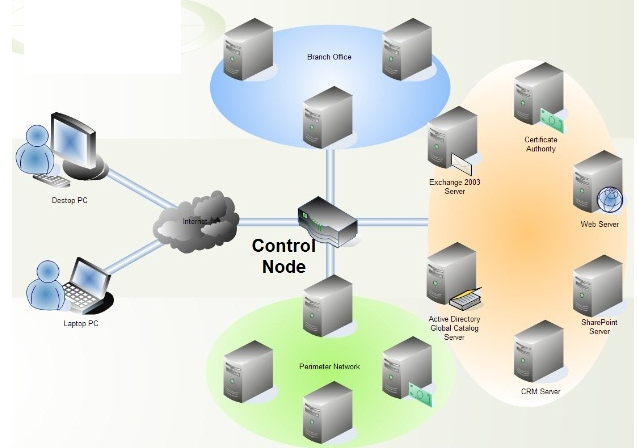 Branch Office
Certificate
Authority
Exchange 2003
Server
Destop PC
Internet
Web Server
Control
Node
Laptop PC
Active Directory
Global Catalog
Server
SharePoint
Server
Perimeter Network
CRM Server